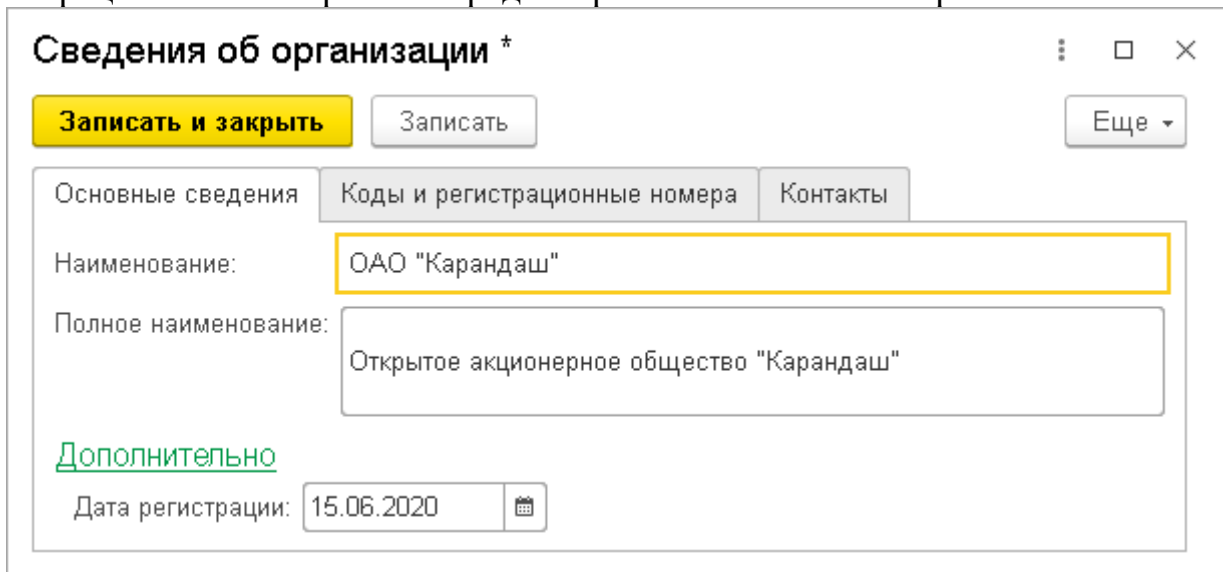 Сведения об организации *
Записать и закрыть Записать Еще
Основные сведения Коды и регистрационные номера Контакты
Наименование: ОАО "Карандаш"
Полное наименование:
Открытое акционерное общество "Карандаш"
Дополнительно
Дата регистрации: 15.06.2020